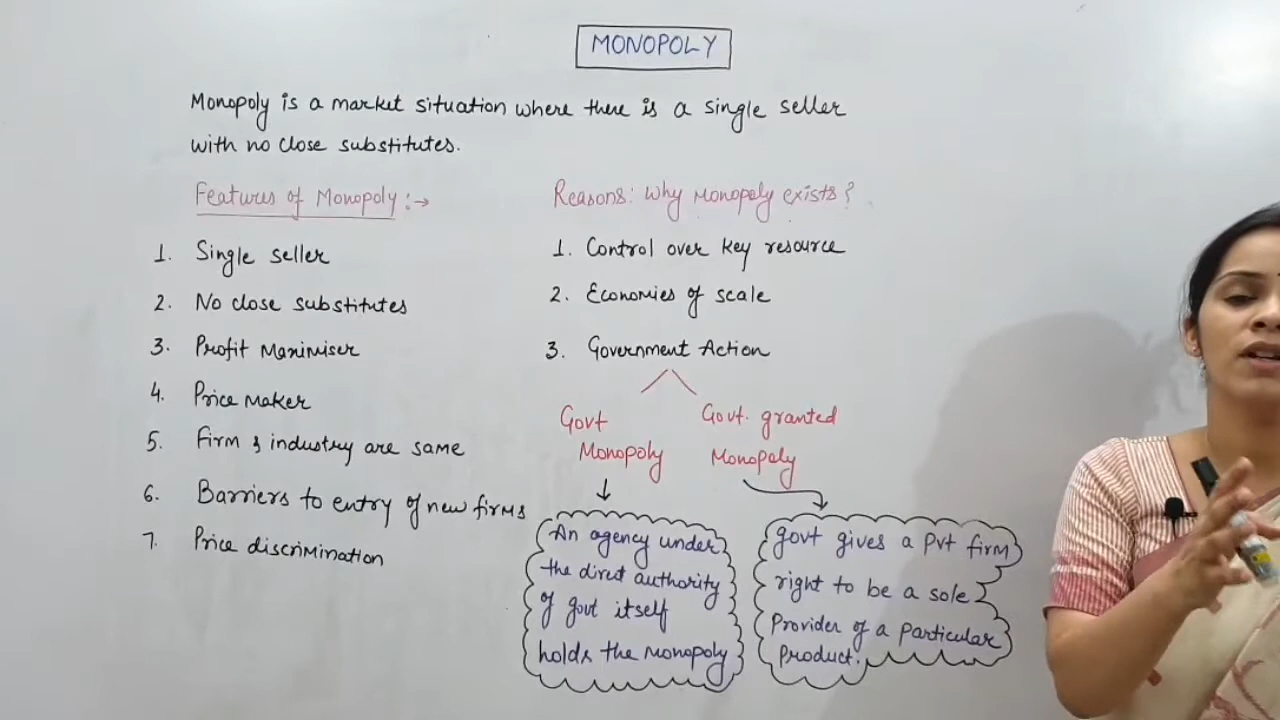 MONOPOLY
Monopoly is a market situation where there is a single seller
with no close substitutes.
Features of Monopoly :→
1. Single seller
2. No close substitutes
3. Profit Maximiser
4. Price Maker
5. Firm & industry are same
6. Barriers to entry of new firms
7. Price discrimination
Reasons: Why Monopoly exists?
1. Control over key resource
2. Economies of scale
3. Government Action
Govt
Monopoly
An agency under
the direct authority
of govt itself
holds the monopoly
Govt. granted
Monopoly
govt gives a pvt firm
right to be a sole
Provider of a particular
Product.